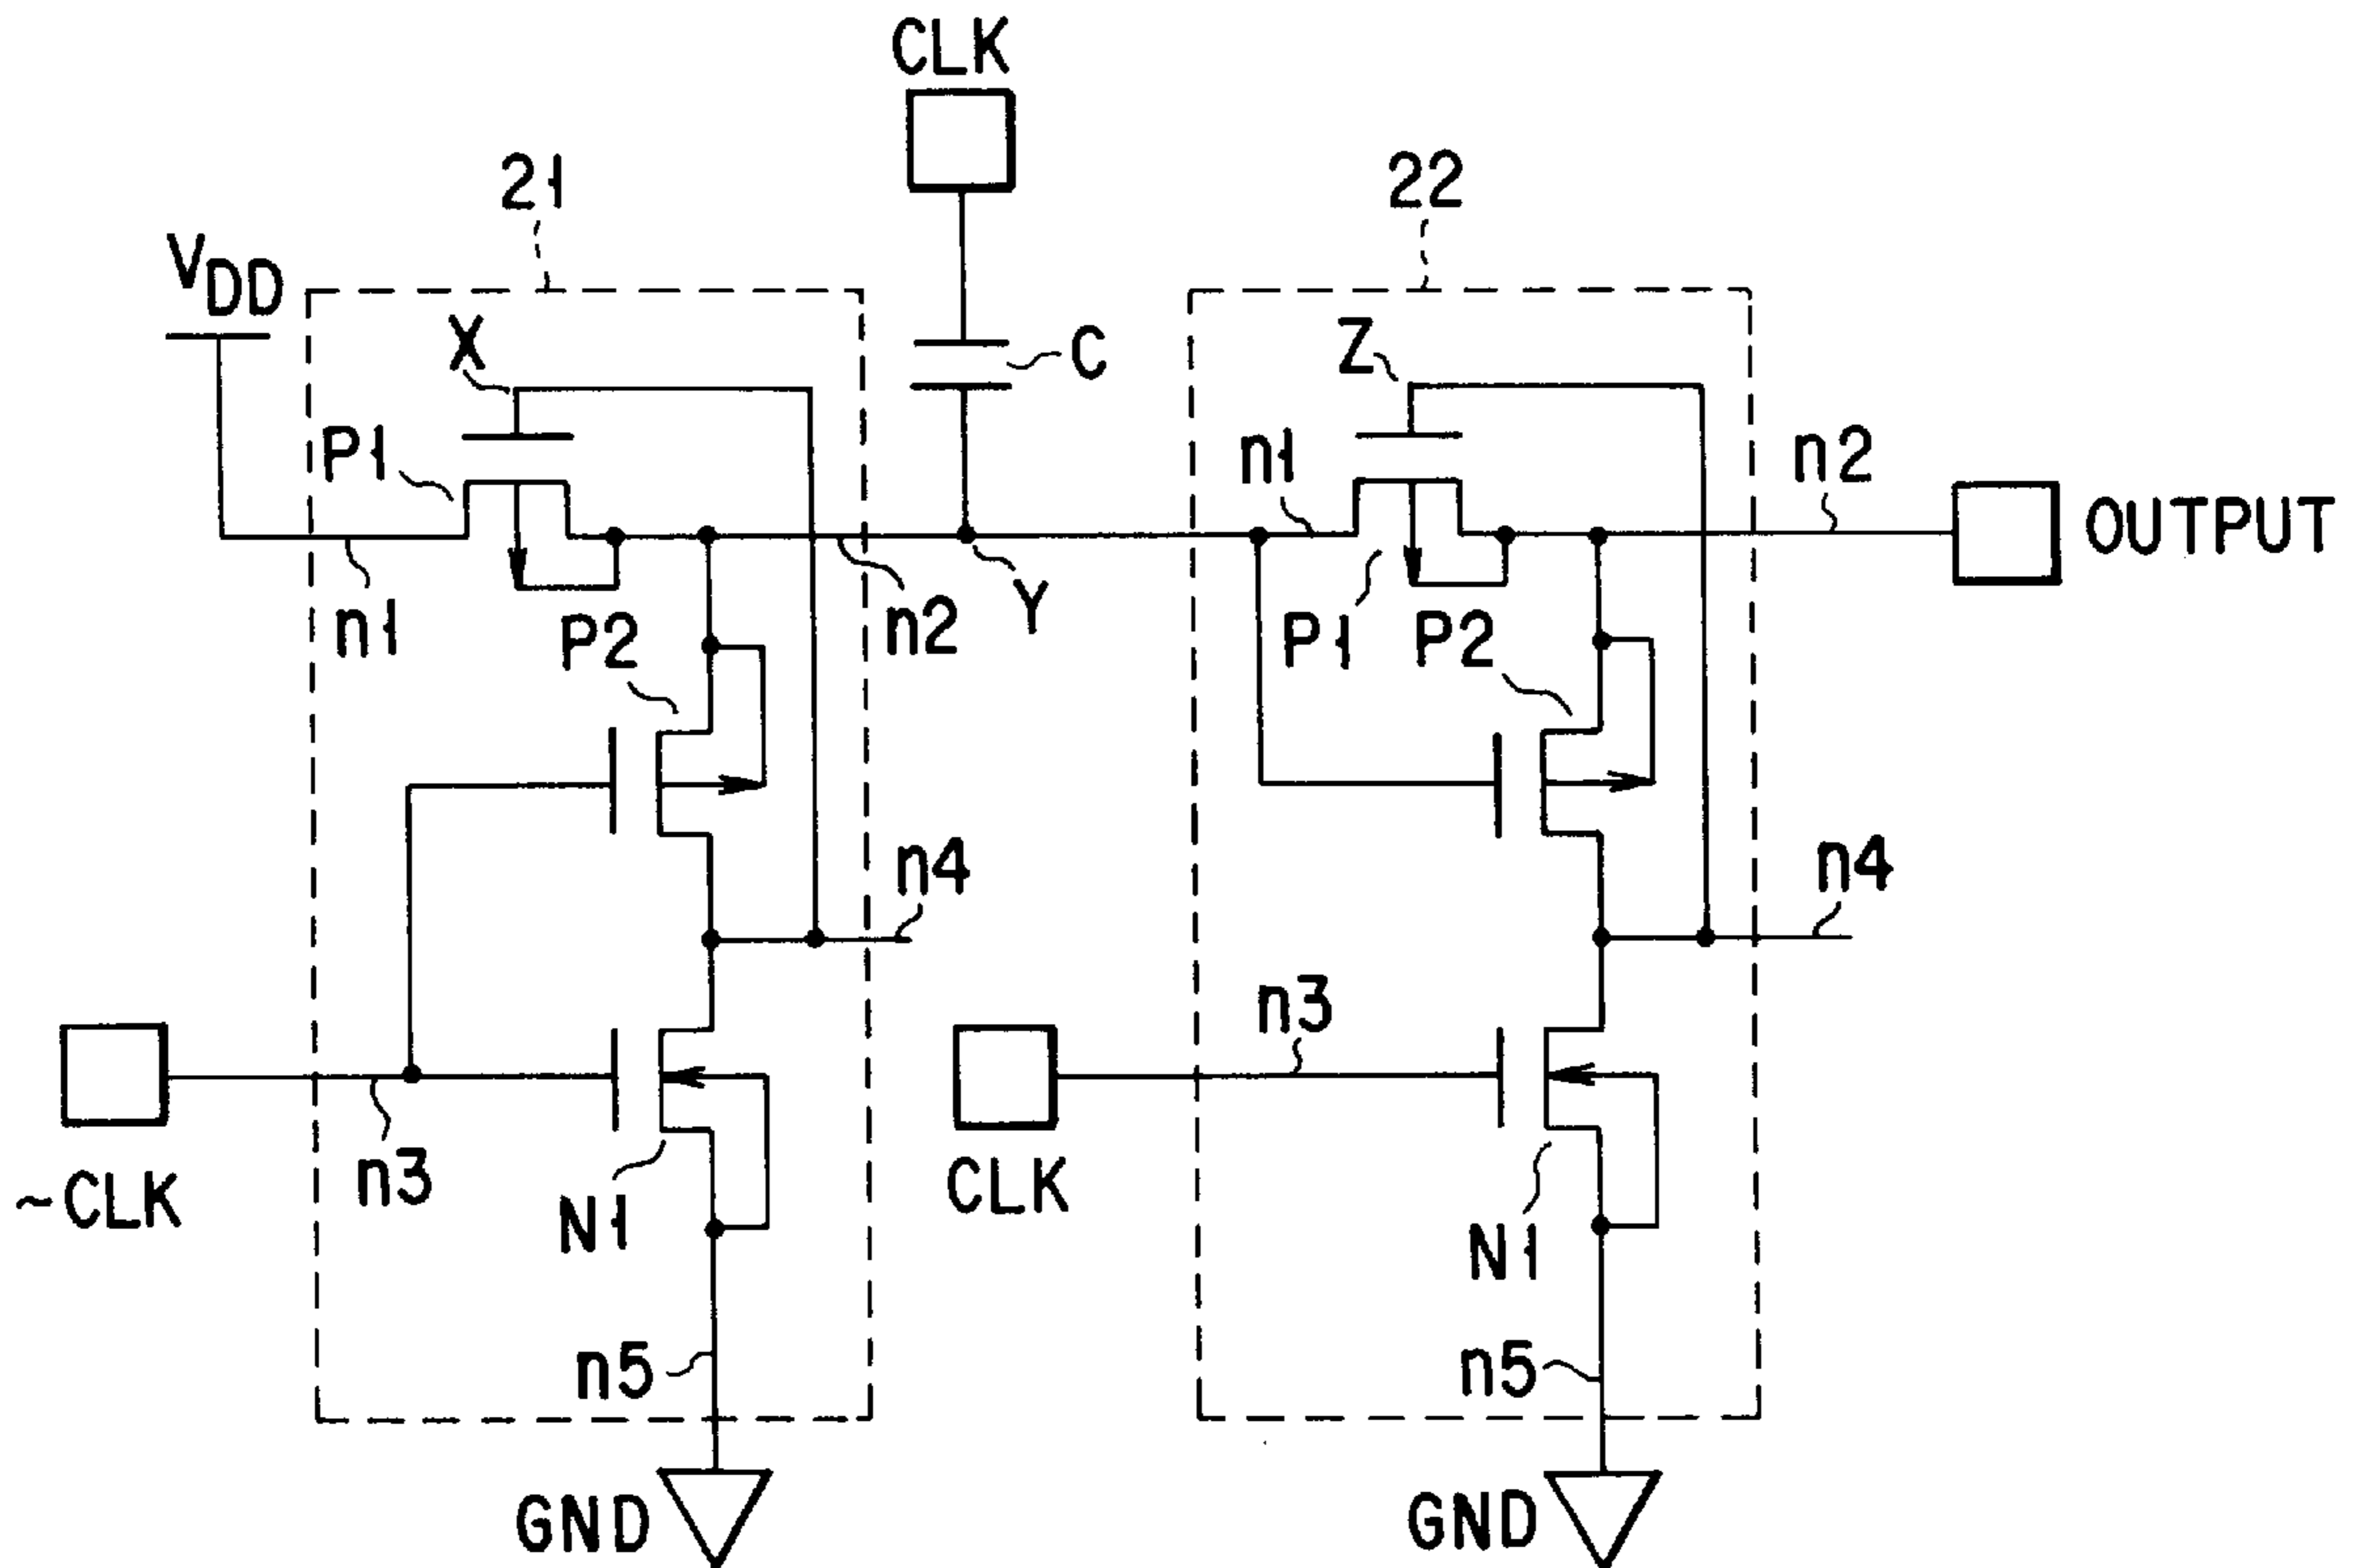 CLK
21
22
VDD
X
C
Z
P1
n1
n2
OUTPUT
n1
P2
n2
Y
P1
P2
n4
n4
n3
~CLK
n3
N1
CLK
N1
n5
n5
GND
GND